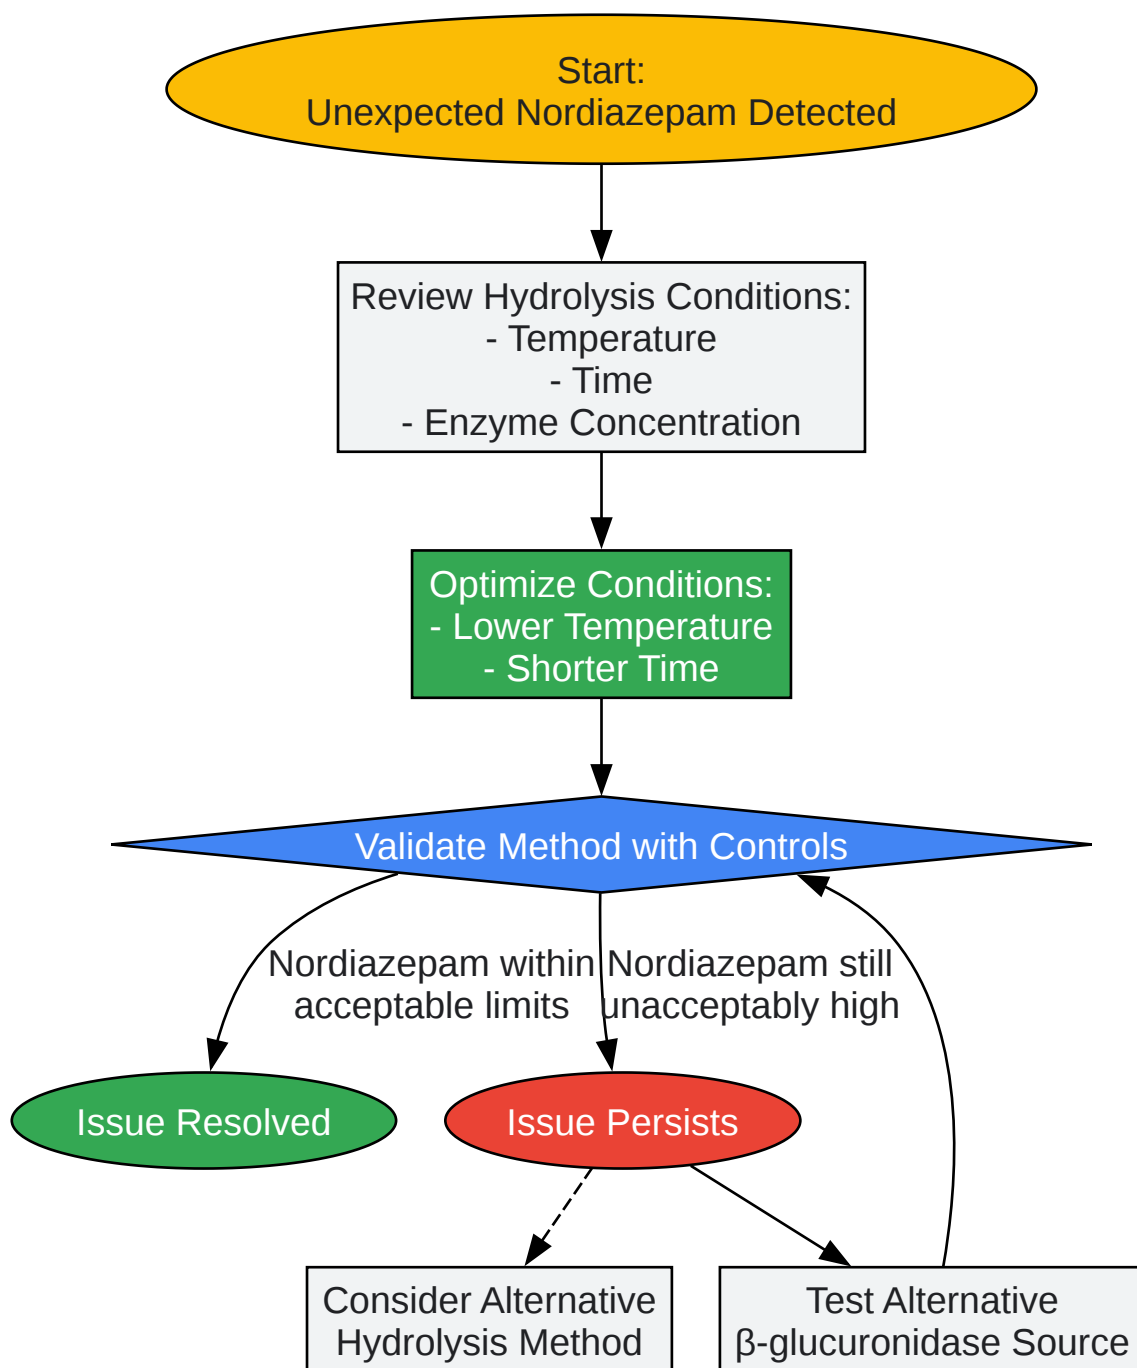 Start:
Unexpected Nordiazepam Detected
Review Hydrolysis Conditions:
- Temperature
- Time
- Enzyme Concentration
Optimize Conditions:
- Lower Temperature
- Shorter Time
Validate Method with Controls
Nordiazepam within
acceptable limits
Nordiazepam still
unacceptably high
Issue Resolved
Issue Persists
Consider Alternative
Hydrolysis Method
Test Alternative
β-glucuronidase Source